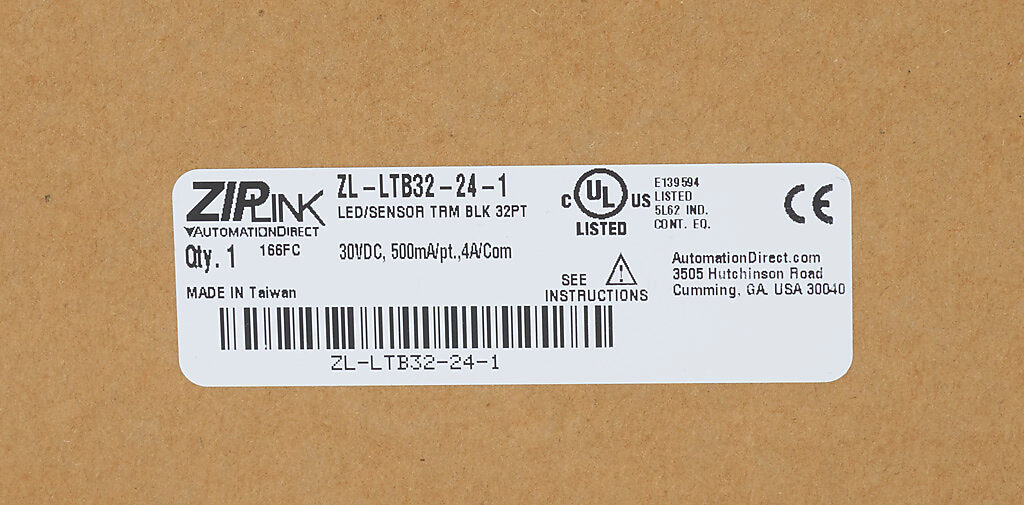 ZIPLINK
AUTOMATIONDIRECT
ZL-LTB32-24-1
LED/SENSOR TRM BLK 32PT
Qty. 1
166FC
30VDC, 500mA/pt.,4A/Com
MADE IN Taiwan
C UL US
LISTED
E139594
LISTED
5L62 IND.
CONT. EQ.
CE
SEE
INSTRUCTIONS
AutomationDirect.com
3505 Hutchinson Road
Cumming, GA. USA 30040
ZL-LTB32-24-1